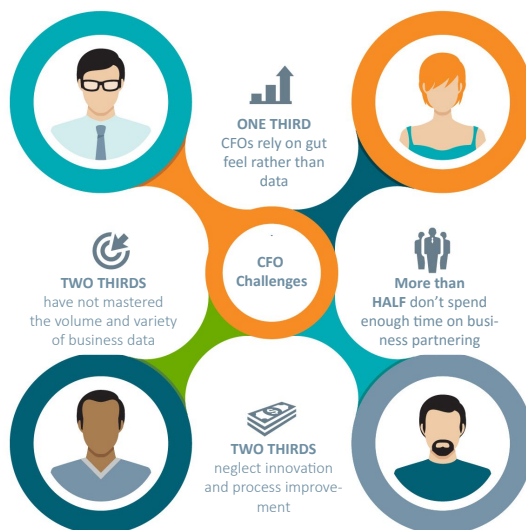 ONE THIRD
CFOs rely on gut
feel rather than
data
CFO
Challenges
TWO THIRDS
have not mastered
the volume and variety
of business data
More than
HALF don’t spend
enough time on busi-
ness partnering
TWO THIRDS
neglect innovation
and process improve-
ment